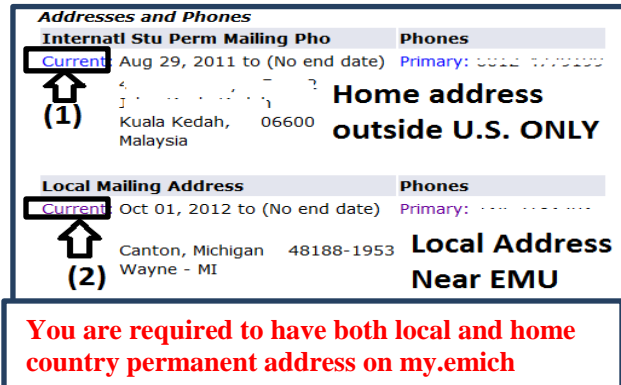 Addresses and Phones
Internatl Stu Perm Mailing Pho Phones
Current: Aug 29, 2011 to (No end date) Primary:
(1)
Home address
outside U.S. ONLY
Kuala Kedah, 06600
Malaysia
Local Mailing Address Phones
Current: Oct 01, 2012 to (No end date) Primary:
(2)
Canton, Michigan 48188-1953
Wayne - MI
Local Address
Near EMU
You are required to have both local and home
country permanent address on my.emich